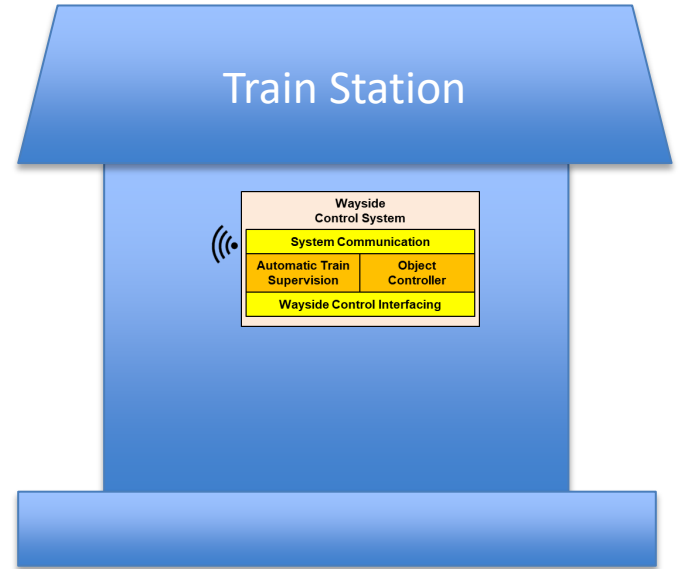 Train Station
Wayside
Control System
System Communication
Automatic Train
Supervision
Object
Controller
Wayside Control Interfacing